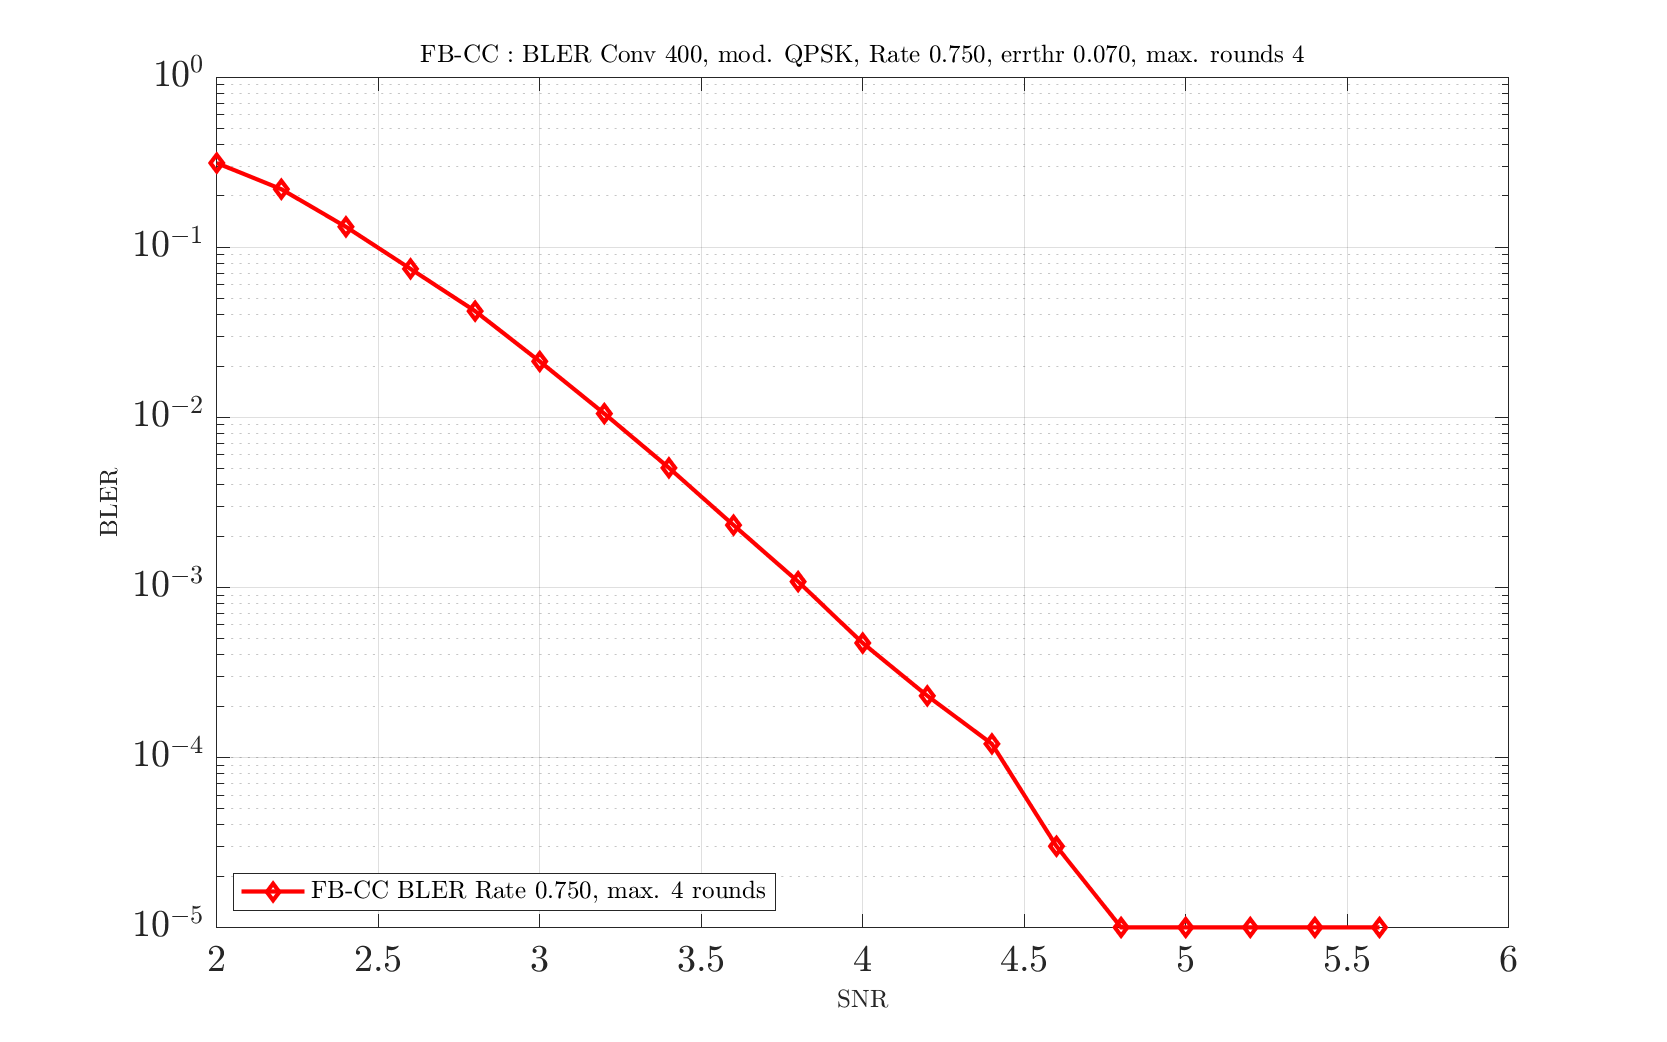 FB-CC : BLER Conv 400, mod. QPSK, Rate 0.750, errthr 0.070, max. rounds 4
10^0
10^−1
10^−2
10^−3
10^−4
10^−5
BLER
FB-CC BLER Rate 0.750, max. 4 rounds
2 2.5 3 3.5 4 4.5 5 5.5 6
SNR